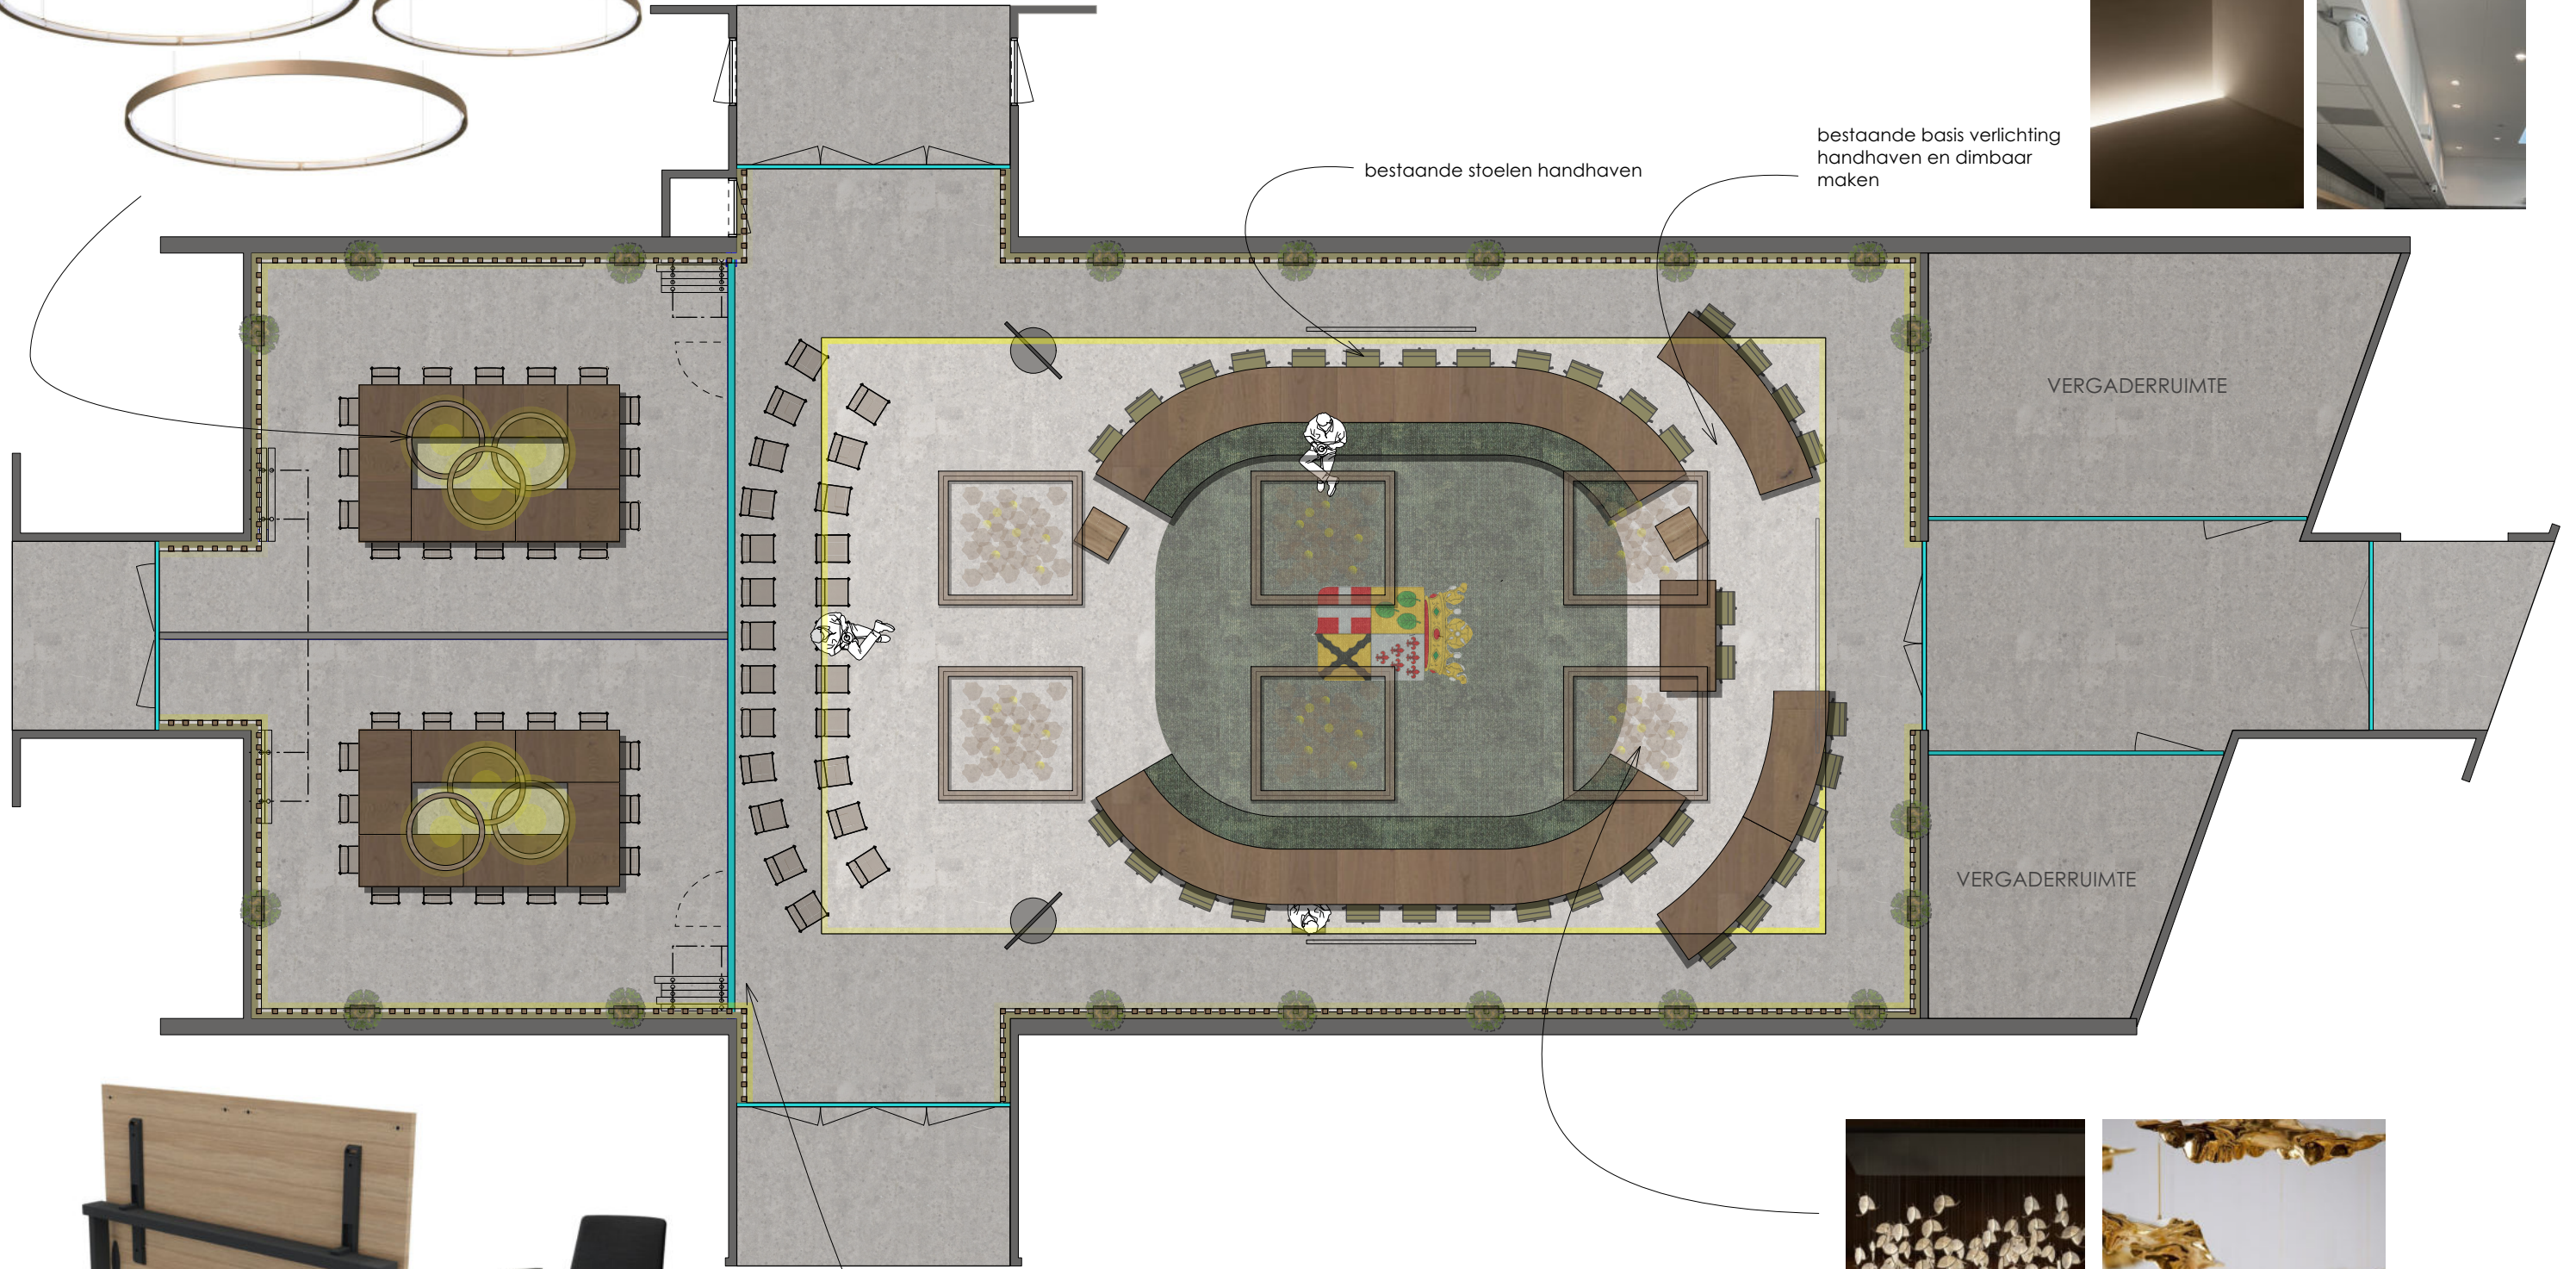 bestaande stoelen handhaven
bestaande basis verlichting
handhaven en dimbaar
maken
VERGADERRUIMTE
VERGADERRUIMTE